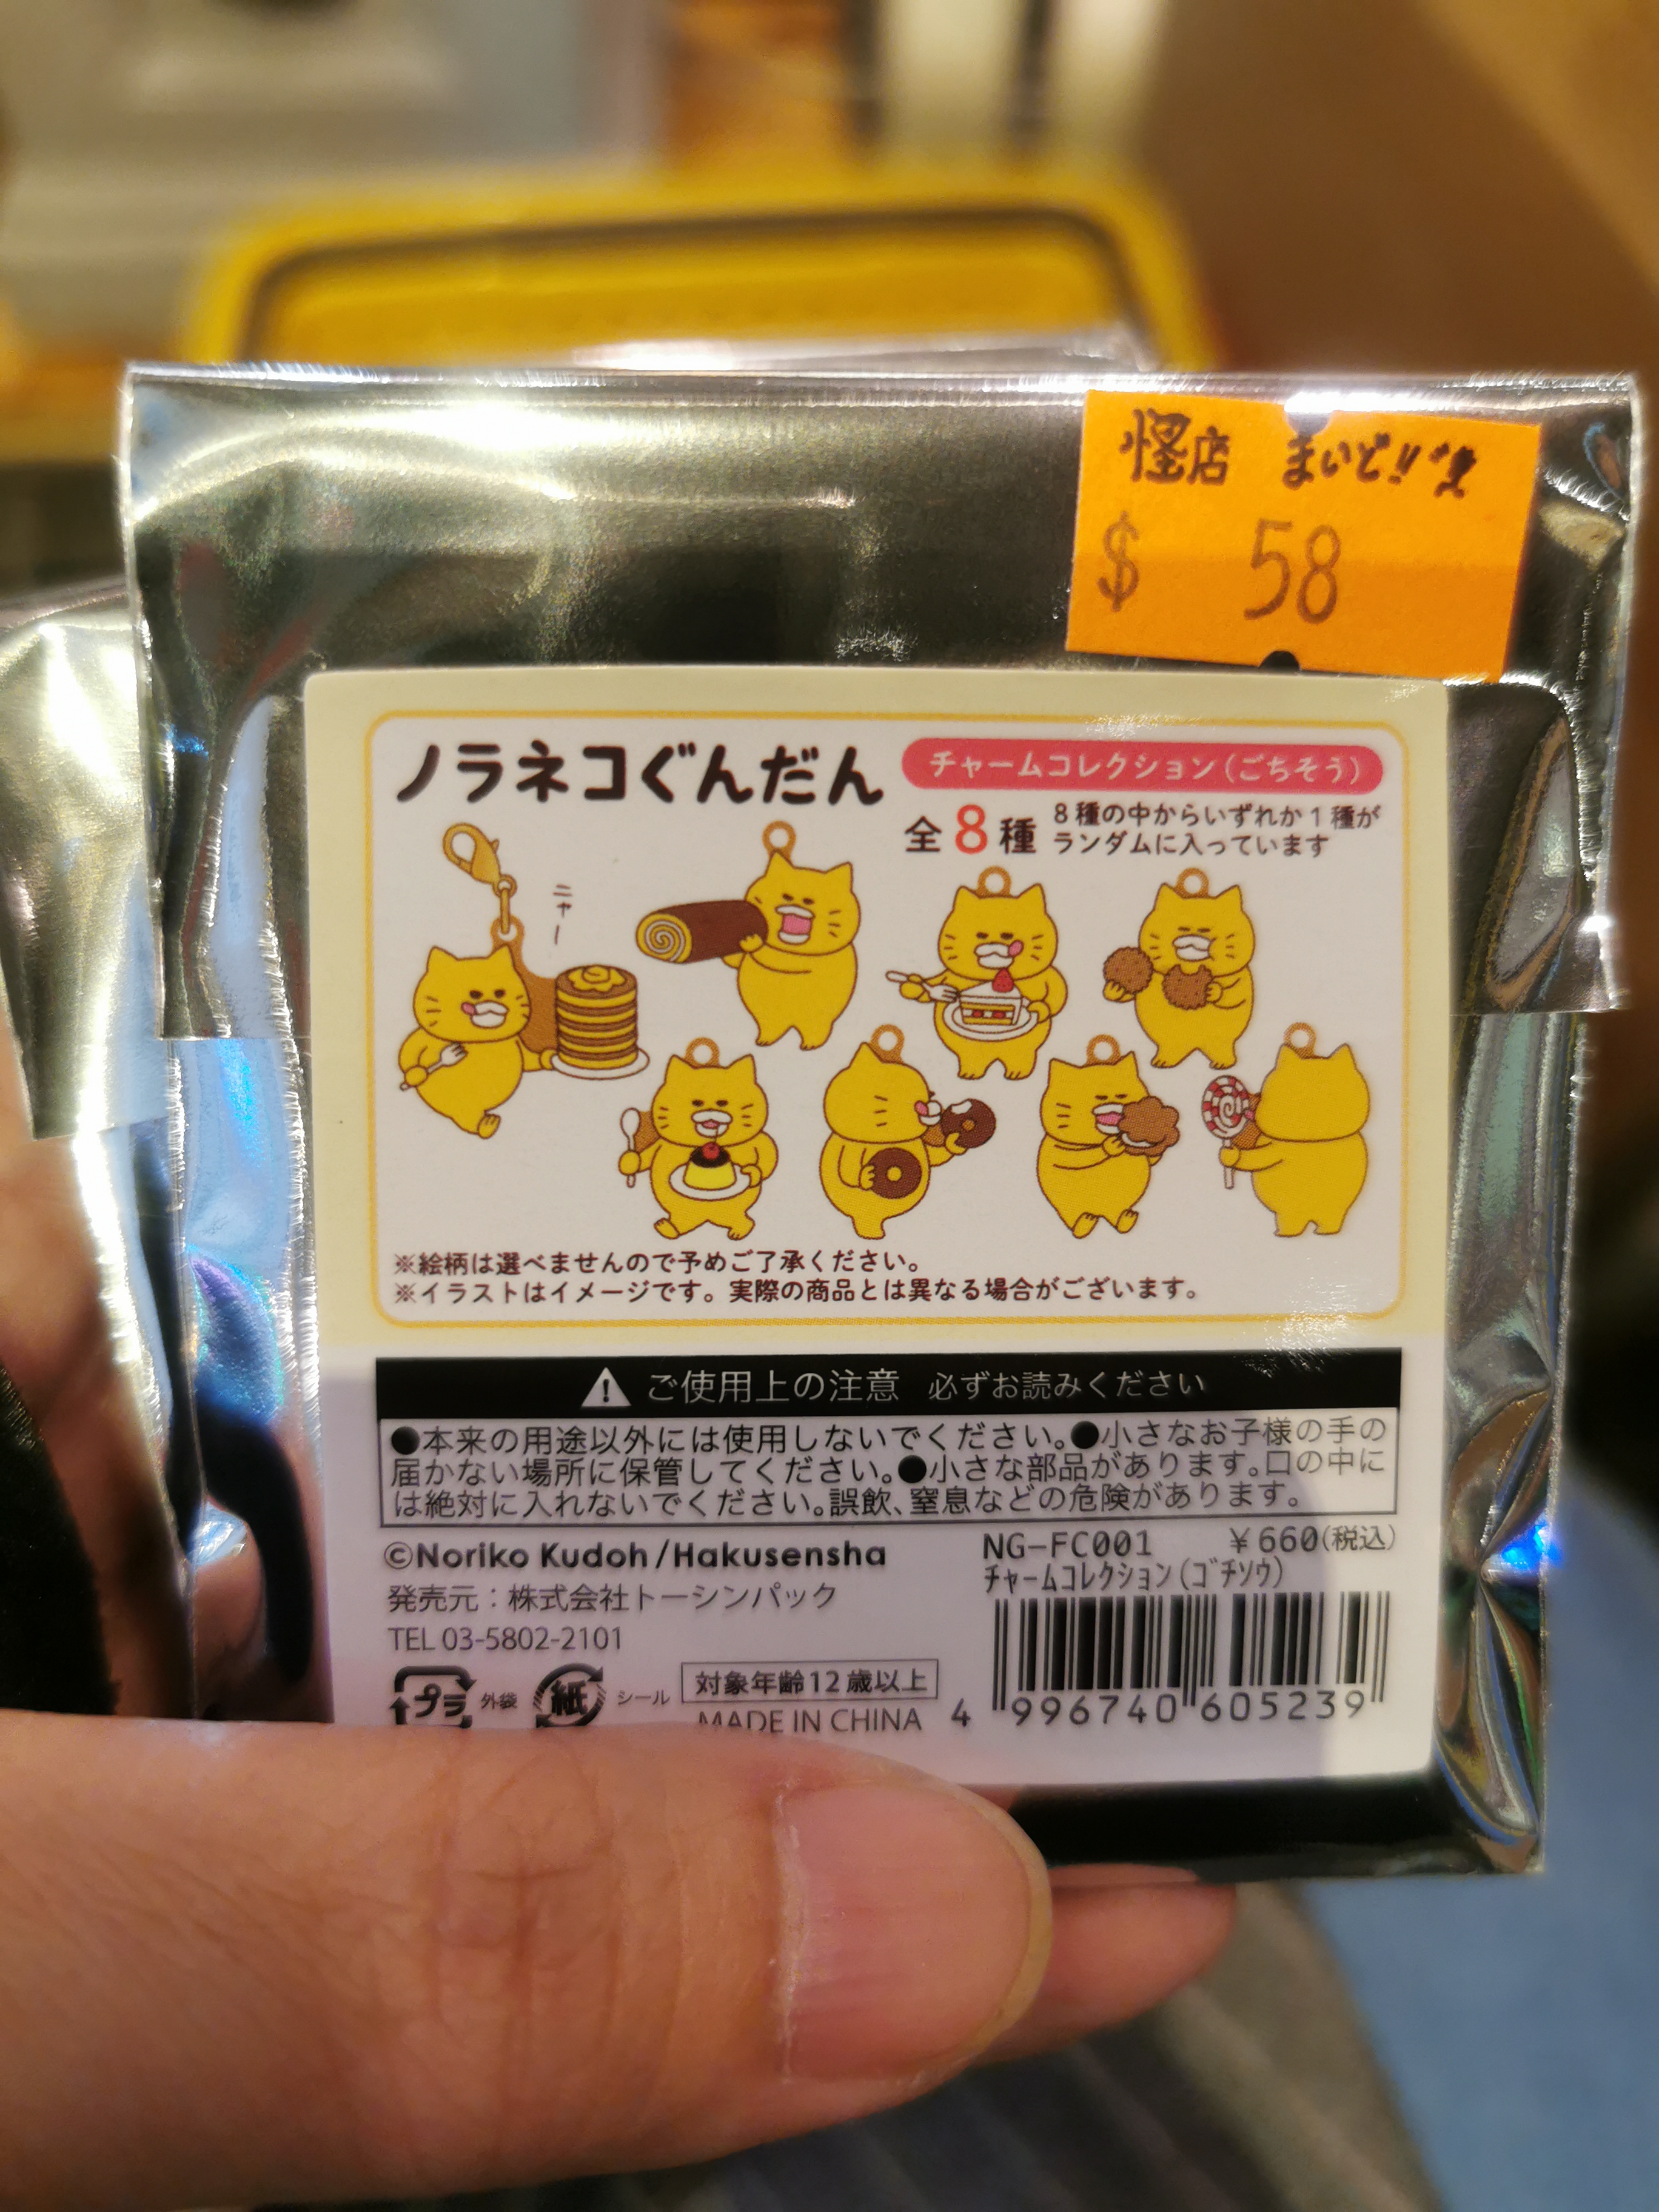 怪店 まいど!!
$ 58
ノラネコぐんだん
チャームコレクション(ごちそう)
全8種
8種の中からいずれか1種が
ランダムに入っています
ニャー
※絵柄は選べませんので予めご了承ください。
※イラストはイメージです。実際の商品とは異なる場合がございます。
ご使用上の注意 必ずお読みください
●本来の用途以外には使用しないでください。●小さなお子様の手の
届かない場所に保管してください。●小さな部品があります。口の中に
は絶対に入れないでください。誤飲、窒息などの危険があります。
©Noriko Kudoh/Hakusensha
発売元:株式会社トーシンパック
TEL 03-5802-2101
プラ 外袋 紙 シール
対象年齢12歳以上
MADE IN CHINA
NG-FC001 ¥660(税込)
チャームコレクション(ゴチソウ)
4 996740 605239